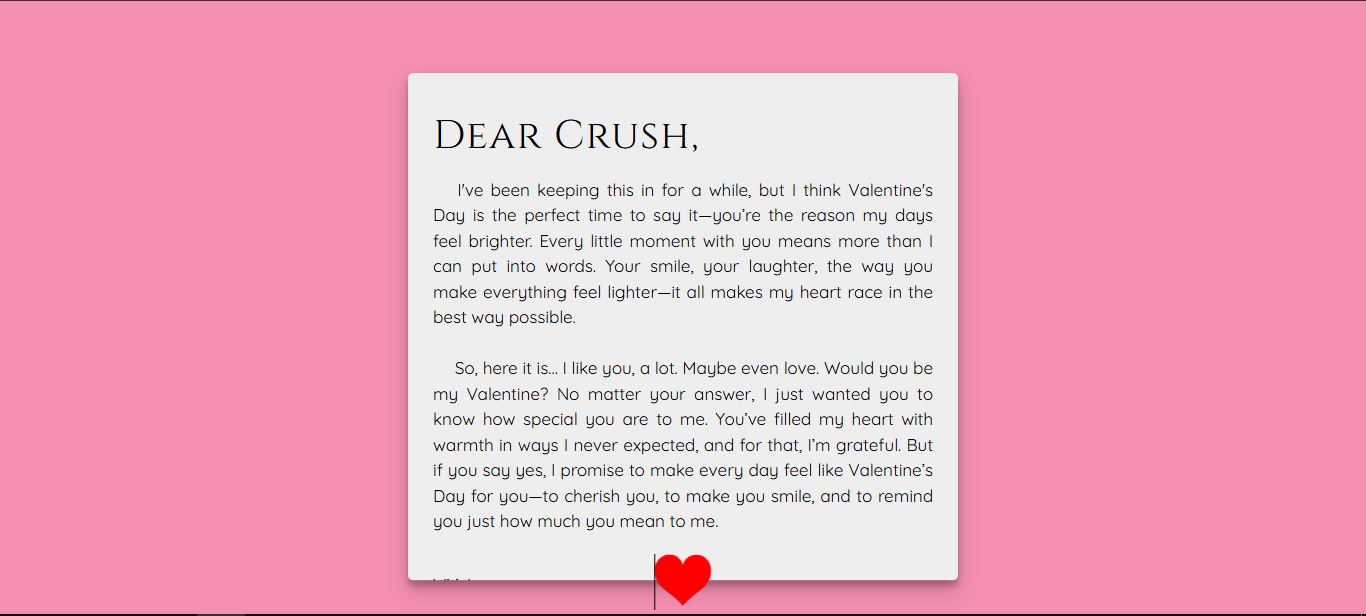 Dear Crush,
I've been keeping this in for a while, but I think Valentine's
Day is the perfect time to say it—you’re the reason my days
feel brighter. Every little moment with you means more than I
can put into words. Your smile, your laughter, the way you
make everything feel lighter—it all makes my heart race in the
best way possible.
So, here it is... I like you, a lot. Maybe even love. Would you be
my Valentine? No matter your answer, I just wanted you to
know how special you are to me. You’ve filled my heart with
warmth in ways I never expected, and for that, I’m grateful. But
if you say yes, I promise to make every day feel like Valentine’s
Day for you—to cherish you, to make you smile, and to remind
you just how much you mean to me.